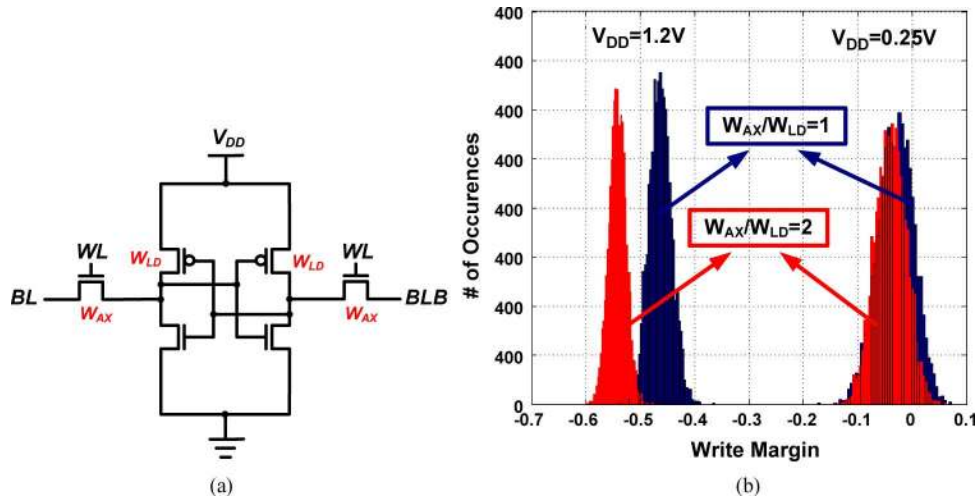 (a)
V_DD
W_LD
W_LD
WL
WL
BL
BLB
W_AX
W_AX
(b)
400
400
400
400
400
400
400
400
0
# of Occurences
V_DD=1.2V
V_DD=0.25V
W_AX/W_LD=1
W_AX/W_LD=2
-0.7
-0.6
-0.5
-0.4
-0.3
-0.2
-0.1
0
0.1
Write Margin
(a)
(b)